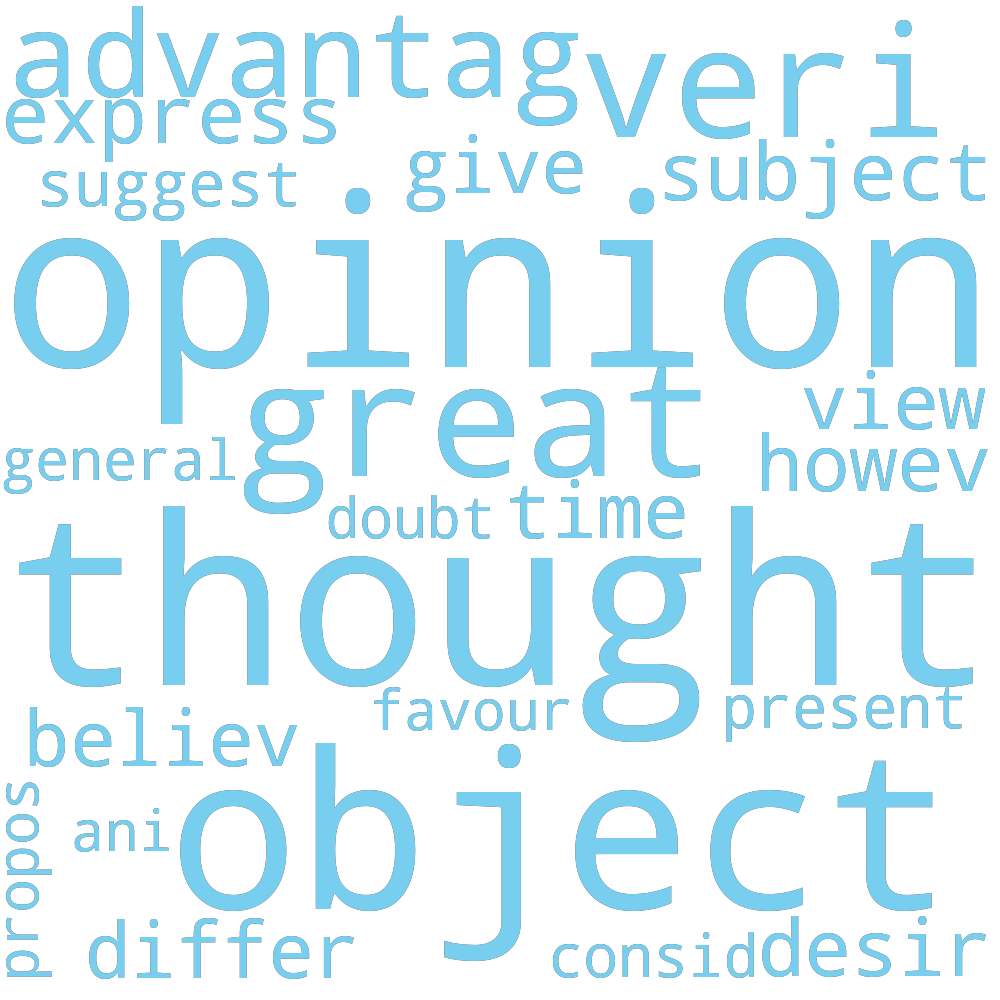 advantag veri
express
suggest give subject
opinion
great view
general howev
doubt time
thought
believ favour present
propos ani object
differ consid desir